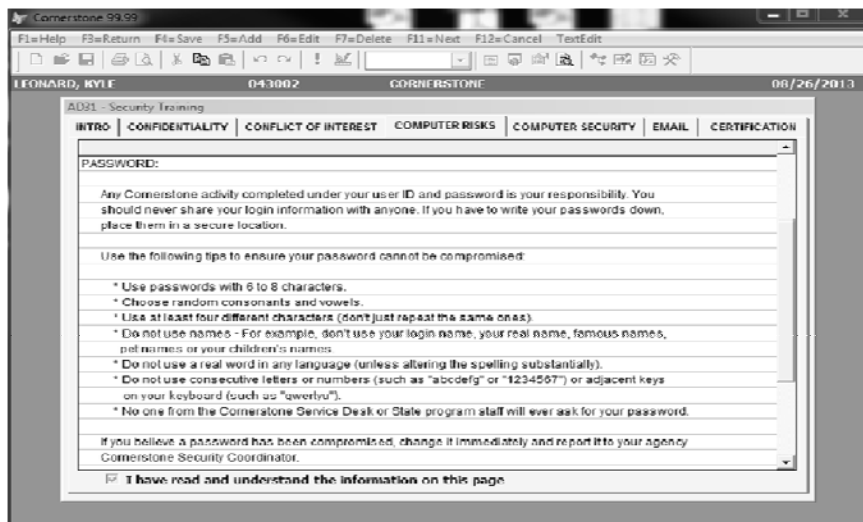 Cornerstone 99.99
F1=Help F3=Return F4=Save F5=Add F6=Edit F7=Delete F11=Next F12=Cancel TextEdit
LEONARD, KYLE 043002 CORNERSTONE 08/26/2013
AD31 - Security Training
INTRO CONFIDENTIALITY CONFLICT OF INTEREST COMPUTER RISKS COMPUTER SECURITY EMAIL CERTIFICATION
PASSWORD:
Any Cornerstone activity completed under your user ID and password is your responsibility. You
should never share your login information with anyone. If you have to write your passwords down,
place them in a secure location.
Use the following tips to ensure your password cannot be compromised:
* Use passwords with 6 to 8 characters.
* Choose random consonants and vowels.
* Use at least four different characters (don't just repeat the same ones).
* Do not use names - For example, don't use your login name, your real name, famous names,
pet names or your children's names.
* Do not use a real word in any language (unless altering the spelling substantially).
* Do not use consecutive letters or numbers (such as "abcdefg" or "1234567") or adjacent keys
on your keyboard (such as "qwertyu").
* No one from the Cornerstone Service Desk or State program staff will ever ask for your password.
If you believe a password has been compromised, change it immediately and report it to your agency
Cornerstone Security Coordinator.
I have read and understand the information on this page